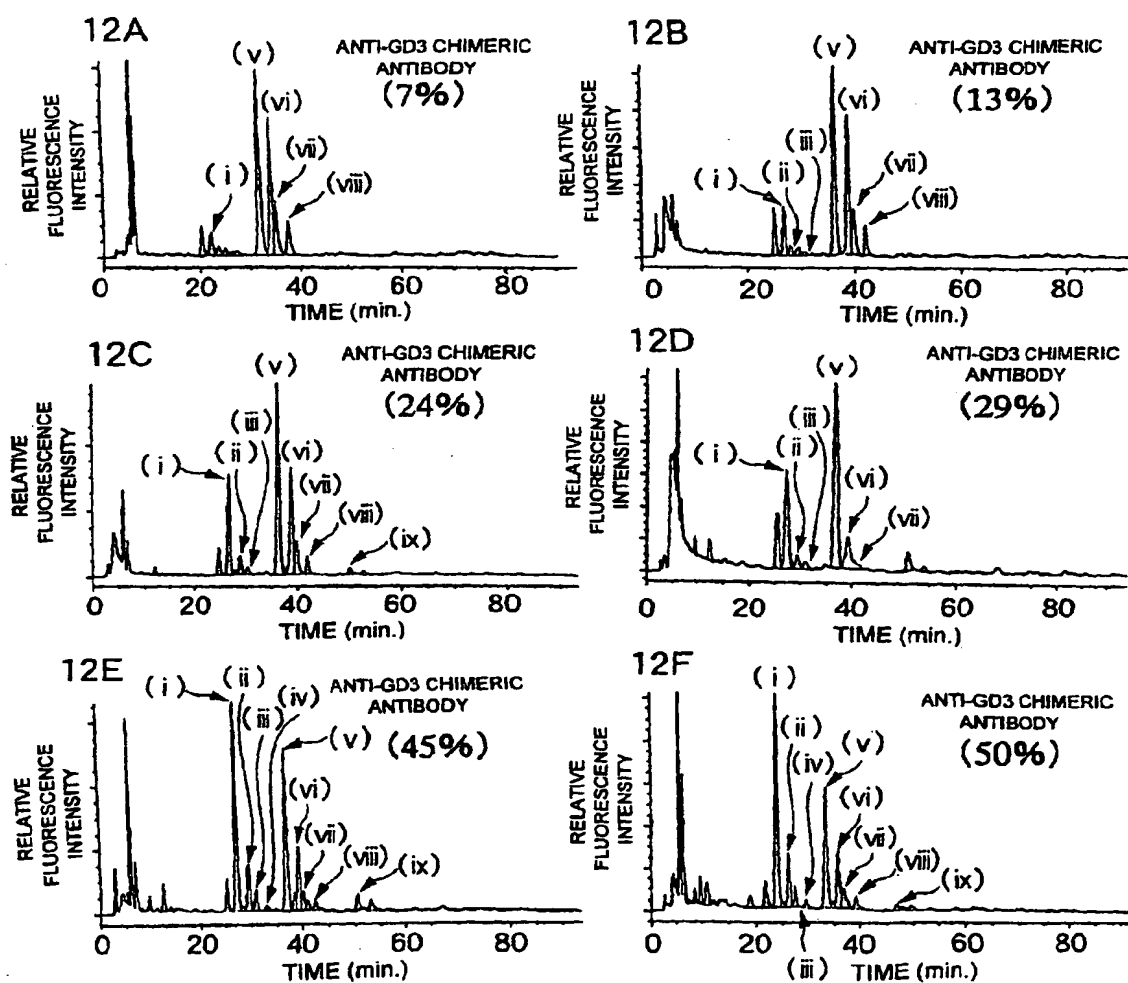 12A
ANTI-GD3 CHIMERIC
ANTIBODY
(7%)
(v)
(vi)
(vii)
(viii)
(i)
RELATIVE
FLUORESCENCE
INTENSITY
0 20 40 60 80
TIME (min.)
12B
ANTI-GD3 CHIMERIC
ANTIBODY
(13%)
(v)
(vi)
(iii)
(ii)
(i)
(vii)
(viii)
RELATIVE
FLUORESCENCE
INTENSITY
0 20 40 60 80
TIME (min.)
12C
ANTI-GD3 CHIMERIC
ANTIBODY
(24%)
(v)
(iii)
(ii)
(i)
(vi)
(vii)
(viii)
(ix)
RELATIVE
FLUORESCENCE
INTENSITY
0 20 40 60 80
TIME (min.)
12D
ANTI-GD3 CHIMERIC
ANTIBODY
(29%)
(v)
(iii)
(ii)
(i)
(vi)
(vii)
RELATIVE
FLUORESCENCE
INTENSITY
0 20 40 60 80
TIME (min.)
12E
ANTI-GD3 CHIMERIC
ANTIBODY
(45%)
(i)
(ii)
(iii)
(iv)
(v)
(vi)
(vii)
(viii)
(ix)
RELATIVE
FLUORESCENCE
INTENSITY
0 20 40 60 80
TIME (min.)
12F
ANTI-GD3 CHIMERIC
ANTIBODY
(50%)
(i)
(ii)
(iv)
(v)
(vi)
(vii)
(viii)
(ix)
RELATIVE
FLUORESCENCE
INTENSITY
0 20 40 60 80
(iii) TIME (min.)